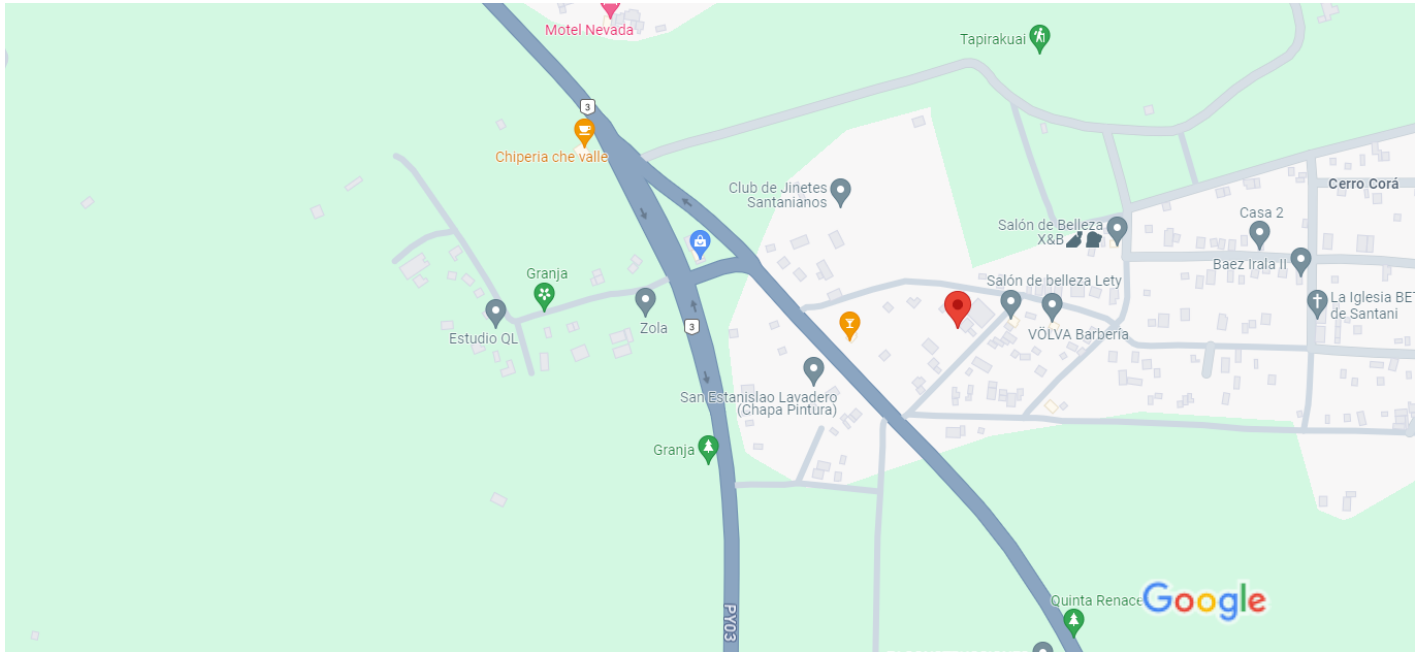 Motel Nevada
Tapirakuai
3
Chiperia che valle
Cerro Corá
Club de Jinetes
Santanianos
Casa 2
Salón de Belleza
X&B
Baez Irala II
Granja
Salón de belleza Lety
La Iglesia BET
de Santani
Zola
3
Estudio QL
VÖLVA Barbería
San Estanislao Lavadero
(Chapa Pintura)
Granja
Quinta Renace
Google
PY03